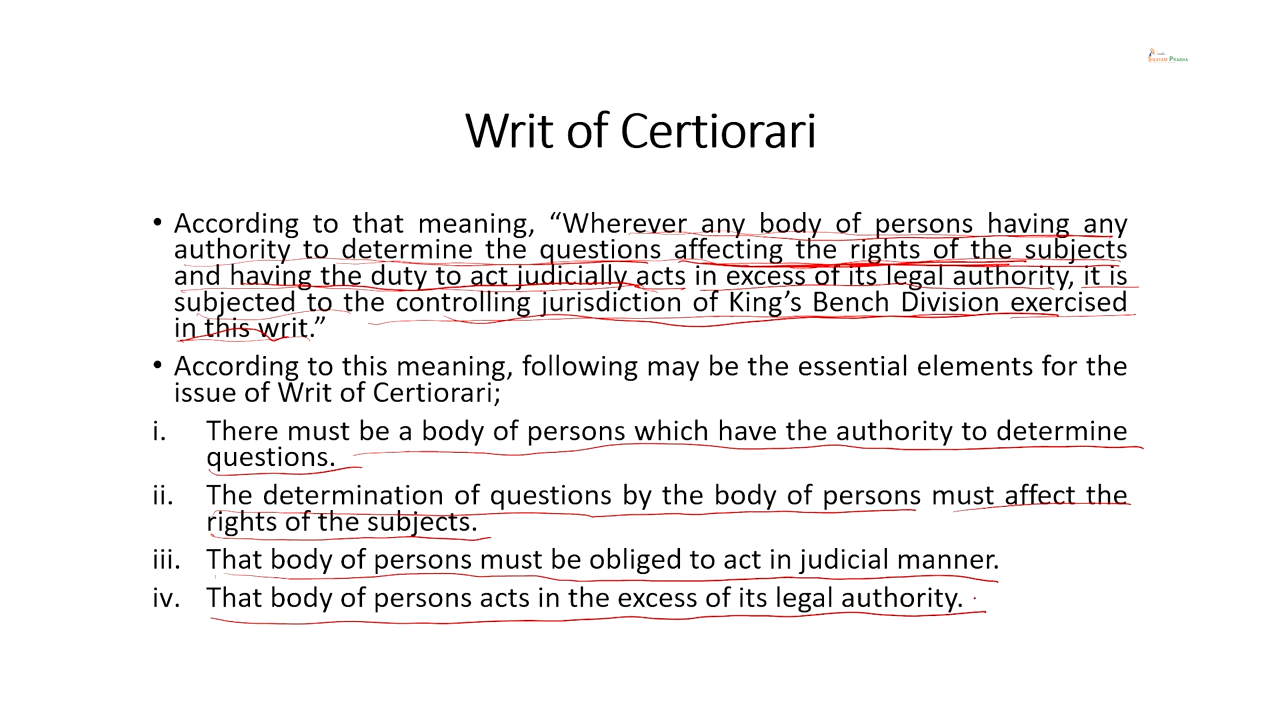 SWAYAM PRABHA
Writ of Certiorari
• According to that meaning, “Wherever any body of persons having any
authority to determine the questions affecting the rights of the subjects
and having the duty to act judicially acts in excess of its legal authority, it is
subjected to the controlling jurisdiction of King’s Bench Division exercised
in this writ.”
• According to this meaning, following may be the essential elements for the
issue of Writ of Certiorari;
i. There must be a body of persons which have the authority to determine
questions.
ii. The determination of questions by the body of persons must affect the
rights of the subjects.
iii. That body of persons must be obliged to act in judicial manner.
iv. That body of persons acts in the excess of its legal authority.